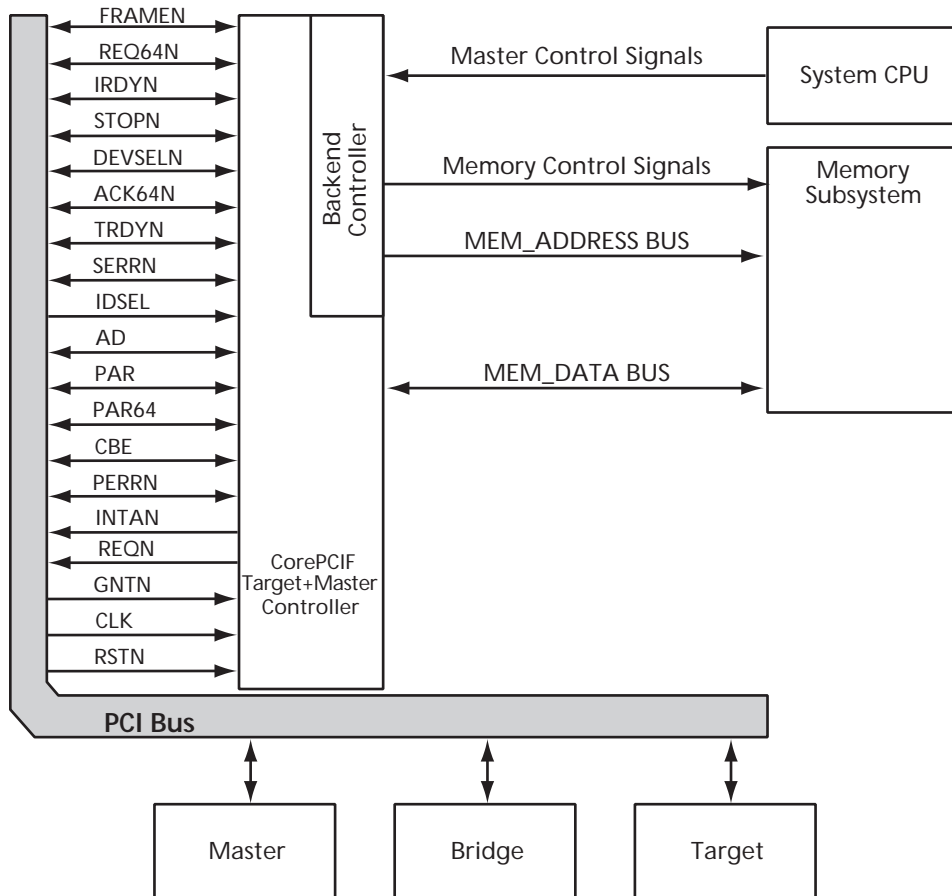 FRAMEN
REQ64N
IRDYN
STOPN
DEVSELN
ACK64N
TRDYN
SERRN
IDSEL
AD
PAR
PAR64
CBE
PERRN
INTAN
REQN
GNTN
CLK
RSTN
Backend
Controller
CorePCIF
Target+Master
Controller
Master Control Signals
System CPU
Memory Control Signals
Memory
Subsystem
MEM_ADDRESS BUS
MEM_DATA BUS
PCI Bus
Master
Bridge
Target